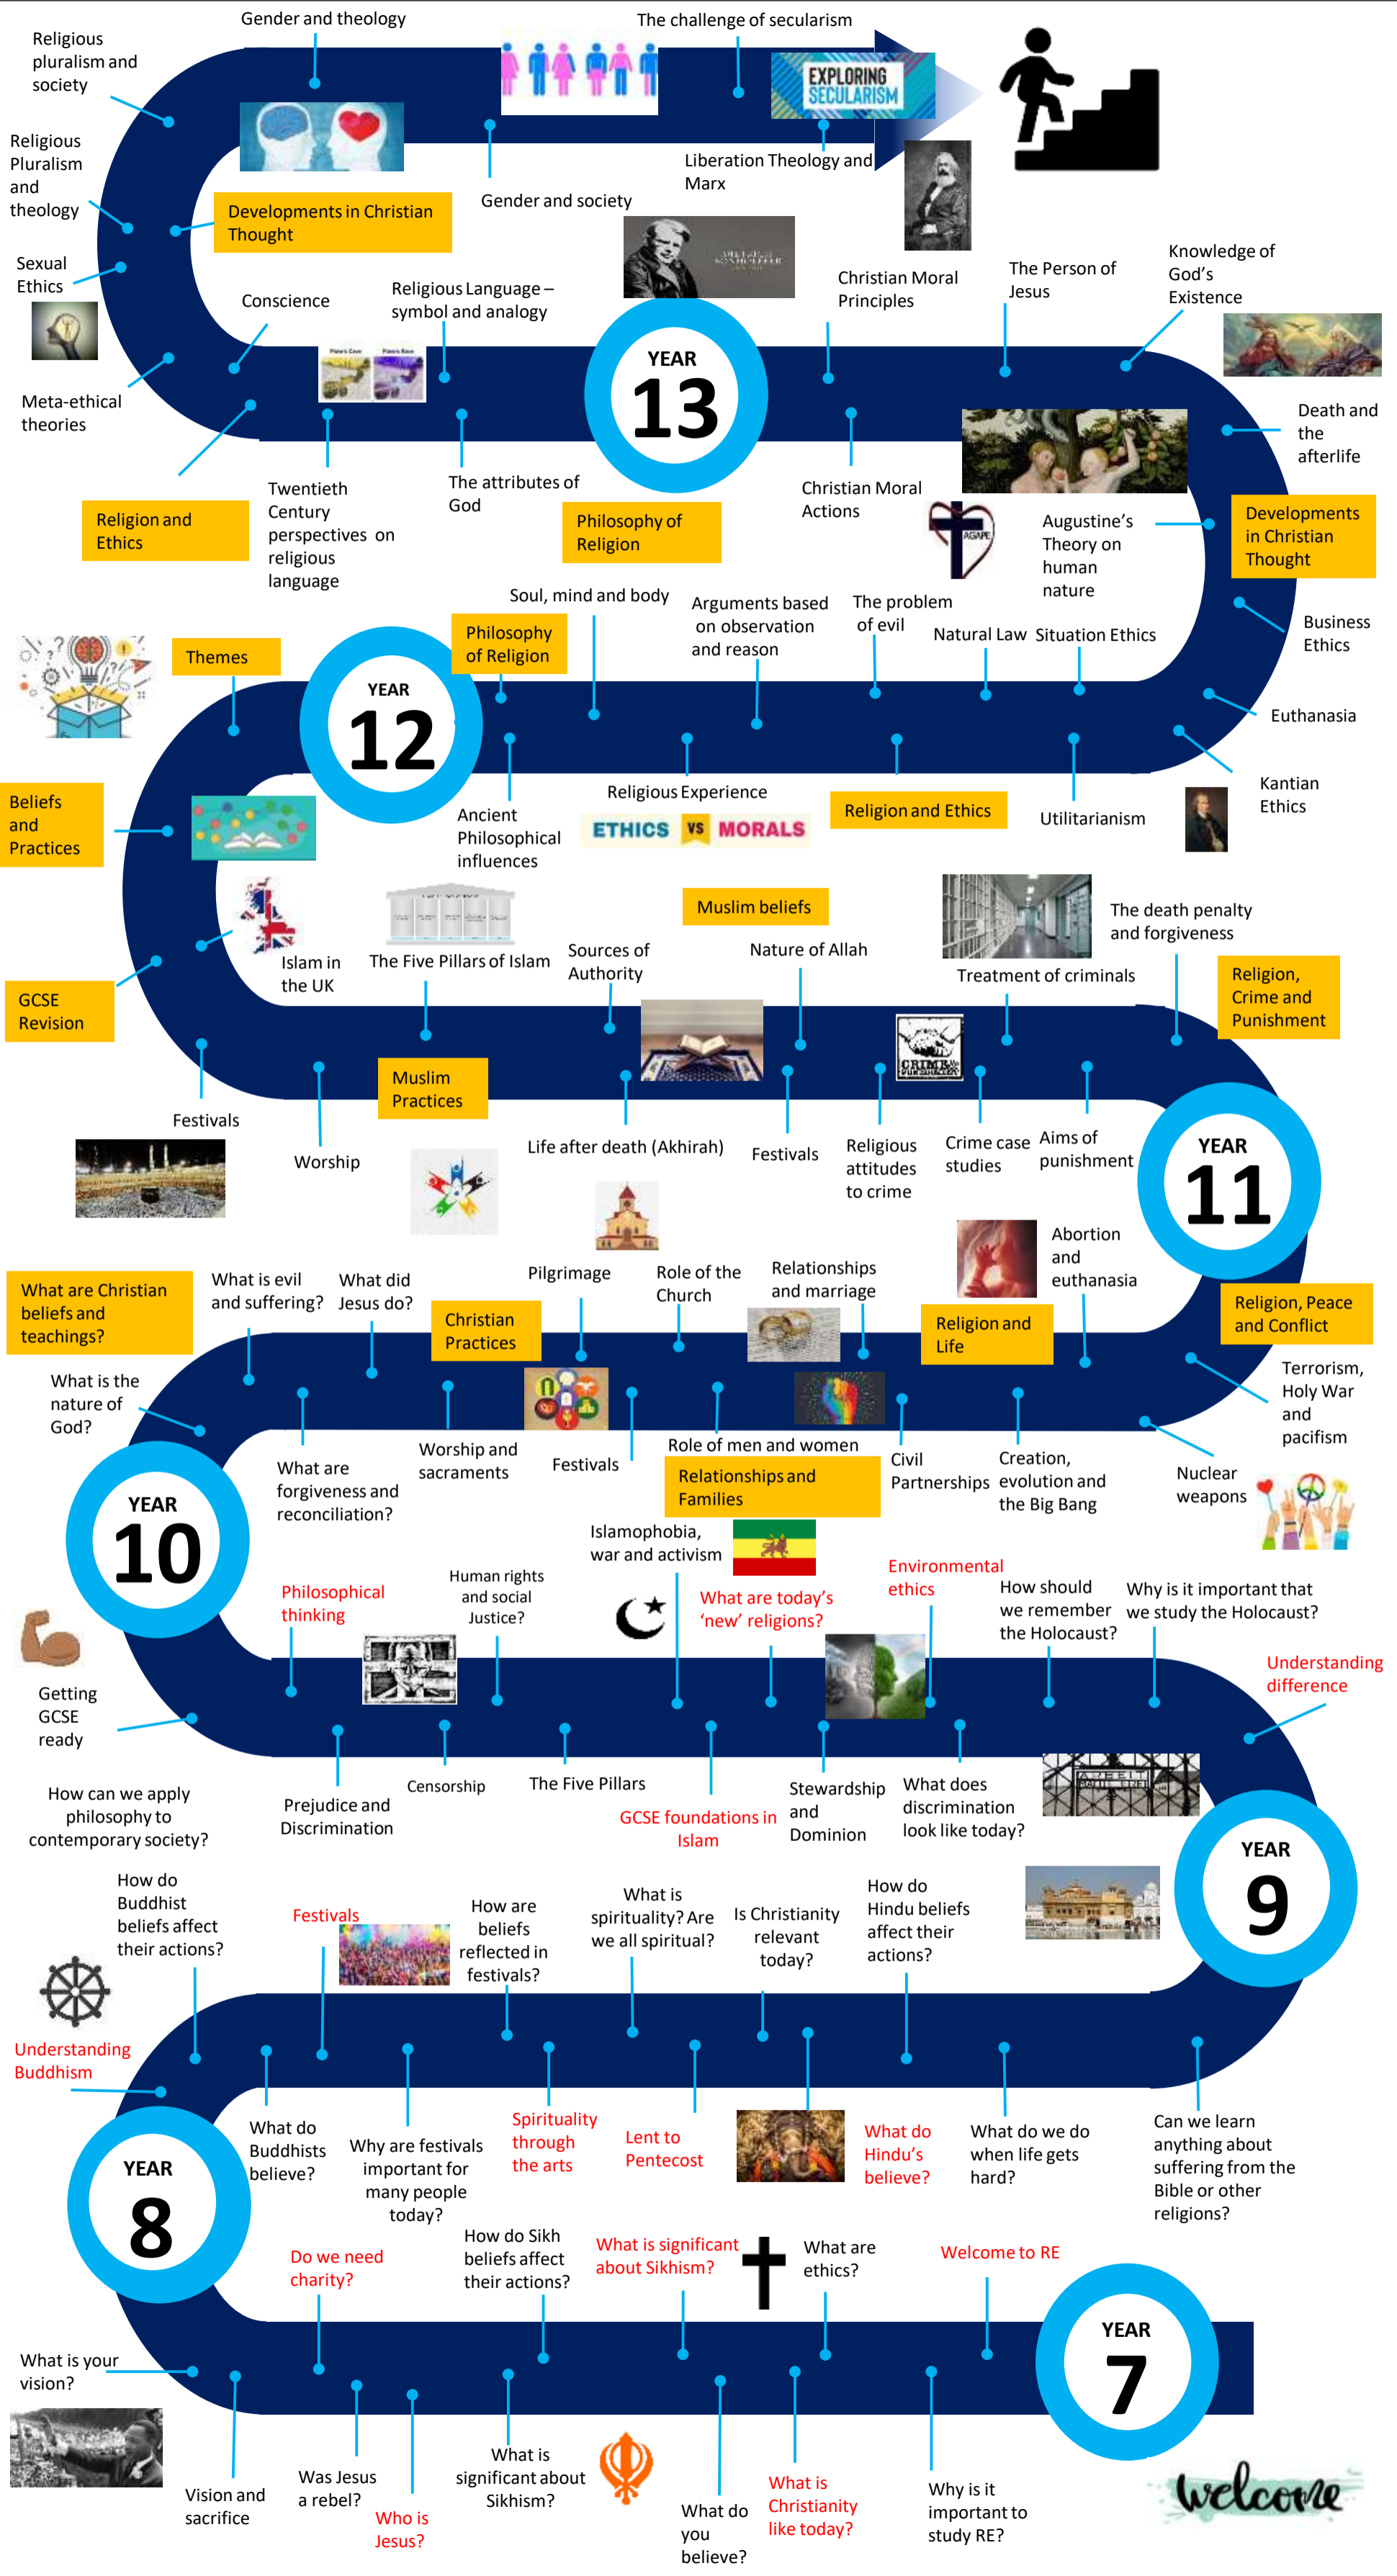 Gender and theology
The challenge of secularism
Religious
pluralism and
society
EXPLORING
SECULARISM
Religious
Pluralism
and
theology
Liberation Theology and
Marx
Gender and society
Developments in Christian
Thought
Sexual
Ethics
Conscience
Religious Language –
symbol and analogy
Christian Moral
Principles
The Person of
Jesus
Knowledge of
God's
Existence
YEAR
13
Meta-ethical
theories
Death and
the
afterlife
Religion and
Ethics
Twentieth
Century
perspectives on
religious
language
The attributes of
God
Philosophy of
Religion
Christian Moral
Actions
AGAPE
Augustine's
Theory on
human
nature
Developments
in Christian
Thought
Soul, mind and body
Arguments based
on observation
and reason
The problem
of evil
Natural Law
Situation Ethics
Business
Ethics
Themes
Philosophy
of Religion
YEAR
12
Euthanasia
Beliefs
and
Practices
Ancient
Philosophical
influences
Religious Experience
ETHICS VS MORALS
Religion and Ethics
Utilitarianism
Kantian
Ethics
Muslim beliefs
Islam in
the UK
The Five Pillars of Islam
Sources of
Authority
Nature of Allah
Treatment of criminals
The death penalty
and forgiveness
Religion,
Crime and
Punishment
GCSE
Revision
CRIME
Muslim
Practices
Festivals
Worship
Life after death (Akhirah)
Festivals
Religious
attitudes
to crime
Crime case
studies
Aims of
punishment
YEAR
11
Abortion
and
euthanasia
What are Christian
beliefs and
teachings?
What is evil
and suffering?
What did
Jesus do?
Christian
Practices
Pilgrimage
Role of the
Church
Relationships
and marriage
Religion and
Life
Religion, Peace
and Conflict
What is the
nature of
God?
Terrorism,
Holy War
and
pacifism
YEAR
10
What are
forgiveness and
reconciliation?
Worship and
sacraments
Festivals
Role of men and women
Relationships and
Families
Civil
Partnerships
Creation,
evolution and
the Big Bang
Nuclear
weapons
Islamophobia,
war and activism
Philosophical
thinking
Human rights
and social
Justice?
What are today's
'new' religions?
Environmental
ethics
How should
we remember
the Holocaust?
Why is it important that
we study the Holocaust?
Understanding
difference
Getting
GCSE
ready
How can we apply
philosophy to
contemporary society?
Prejudice and
Discrimination
Censorship
The Five Pillars
GCSE foundations in
Islam
Stewardship
and
Dominion
What does
discrimination
look like today?
ARBEIT
MACHT FREI
YEAR
9
How do
Buddhist
beliefs affect
their actions?
Festivals
How are
beliefs
reflected in
festivals?
What is
spirituality? Are
we all spiritual?
Is Christianity
relevant
today?
How do
Hindu beliefs
affect their
actions?
Understanding
Buddhism
YEAR
8
What do
Buddhists
believe?
Why are festivals
important for
many people
today?
Spirituality
through
the arts
Lent to
Pentecost
What do
Hindu's
believe?
What do we do
when life gets
hard?
Can we learn
anything about
suffering from the
Bible or other
religions?
Do we need
charity?
How do Sikh
beliefs affect
their actions?
What is significant
about Sikhism?
What are
ethics?
Welcome to RE
YEAR
7
What is your
vision?
Vision and
sacrifice
Was Jesus
a rebel?
Who is
Jesus?
What is
significant about
Sikhism?
What do
you
believe?
What is
Christianity
like today?
Why is it
important to
study RE?
welcome